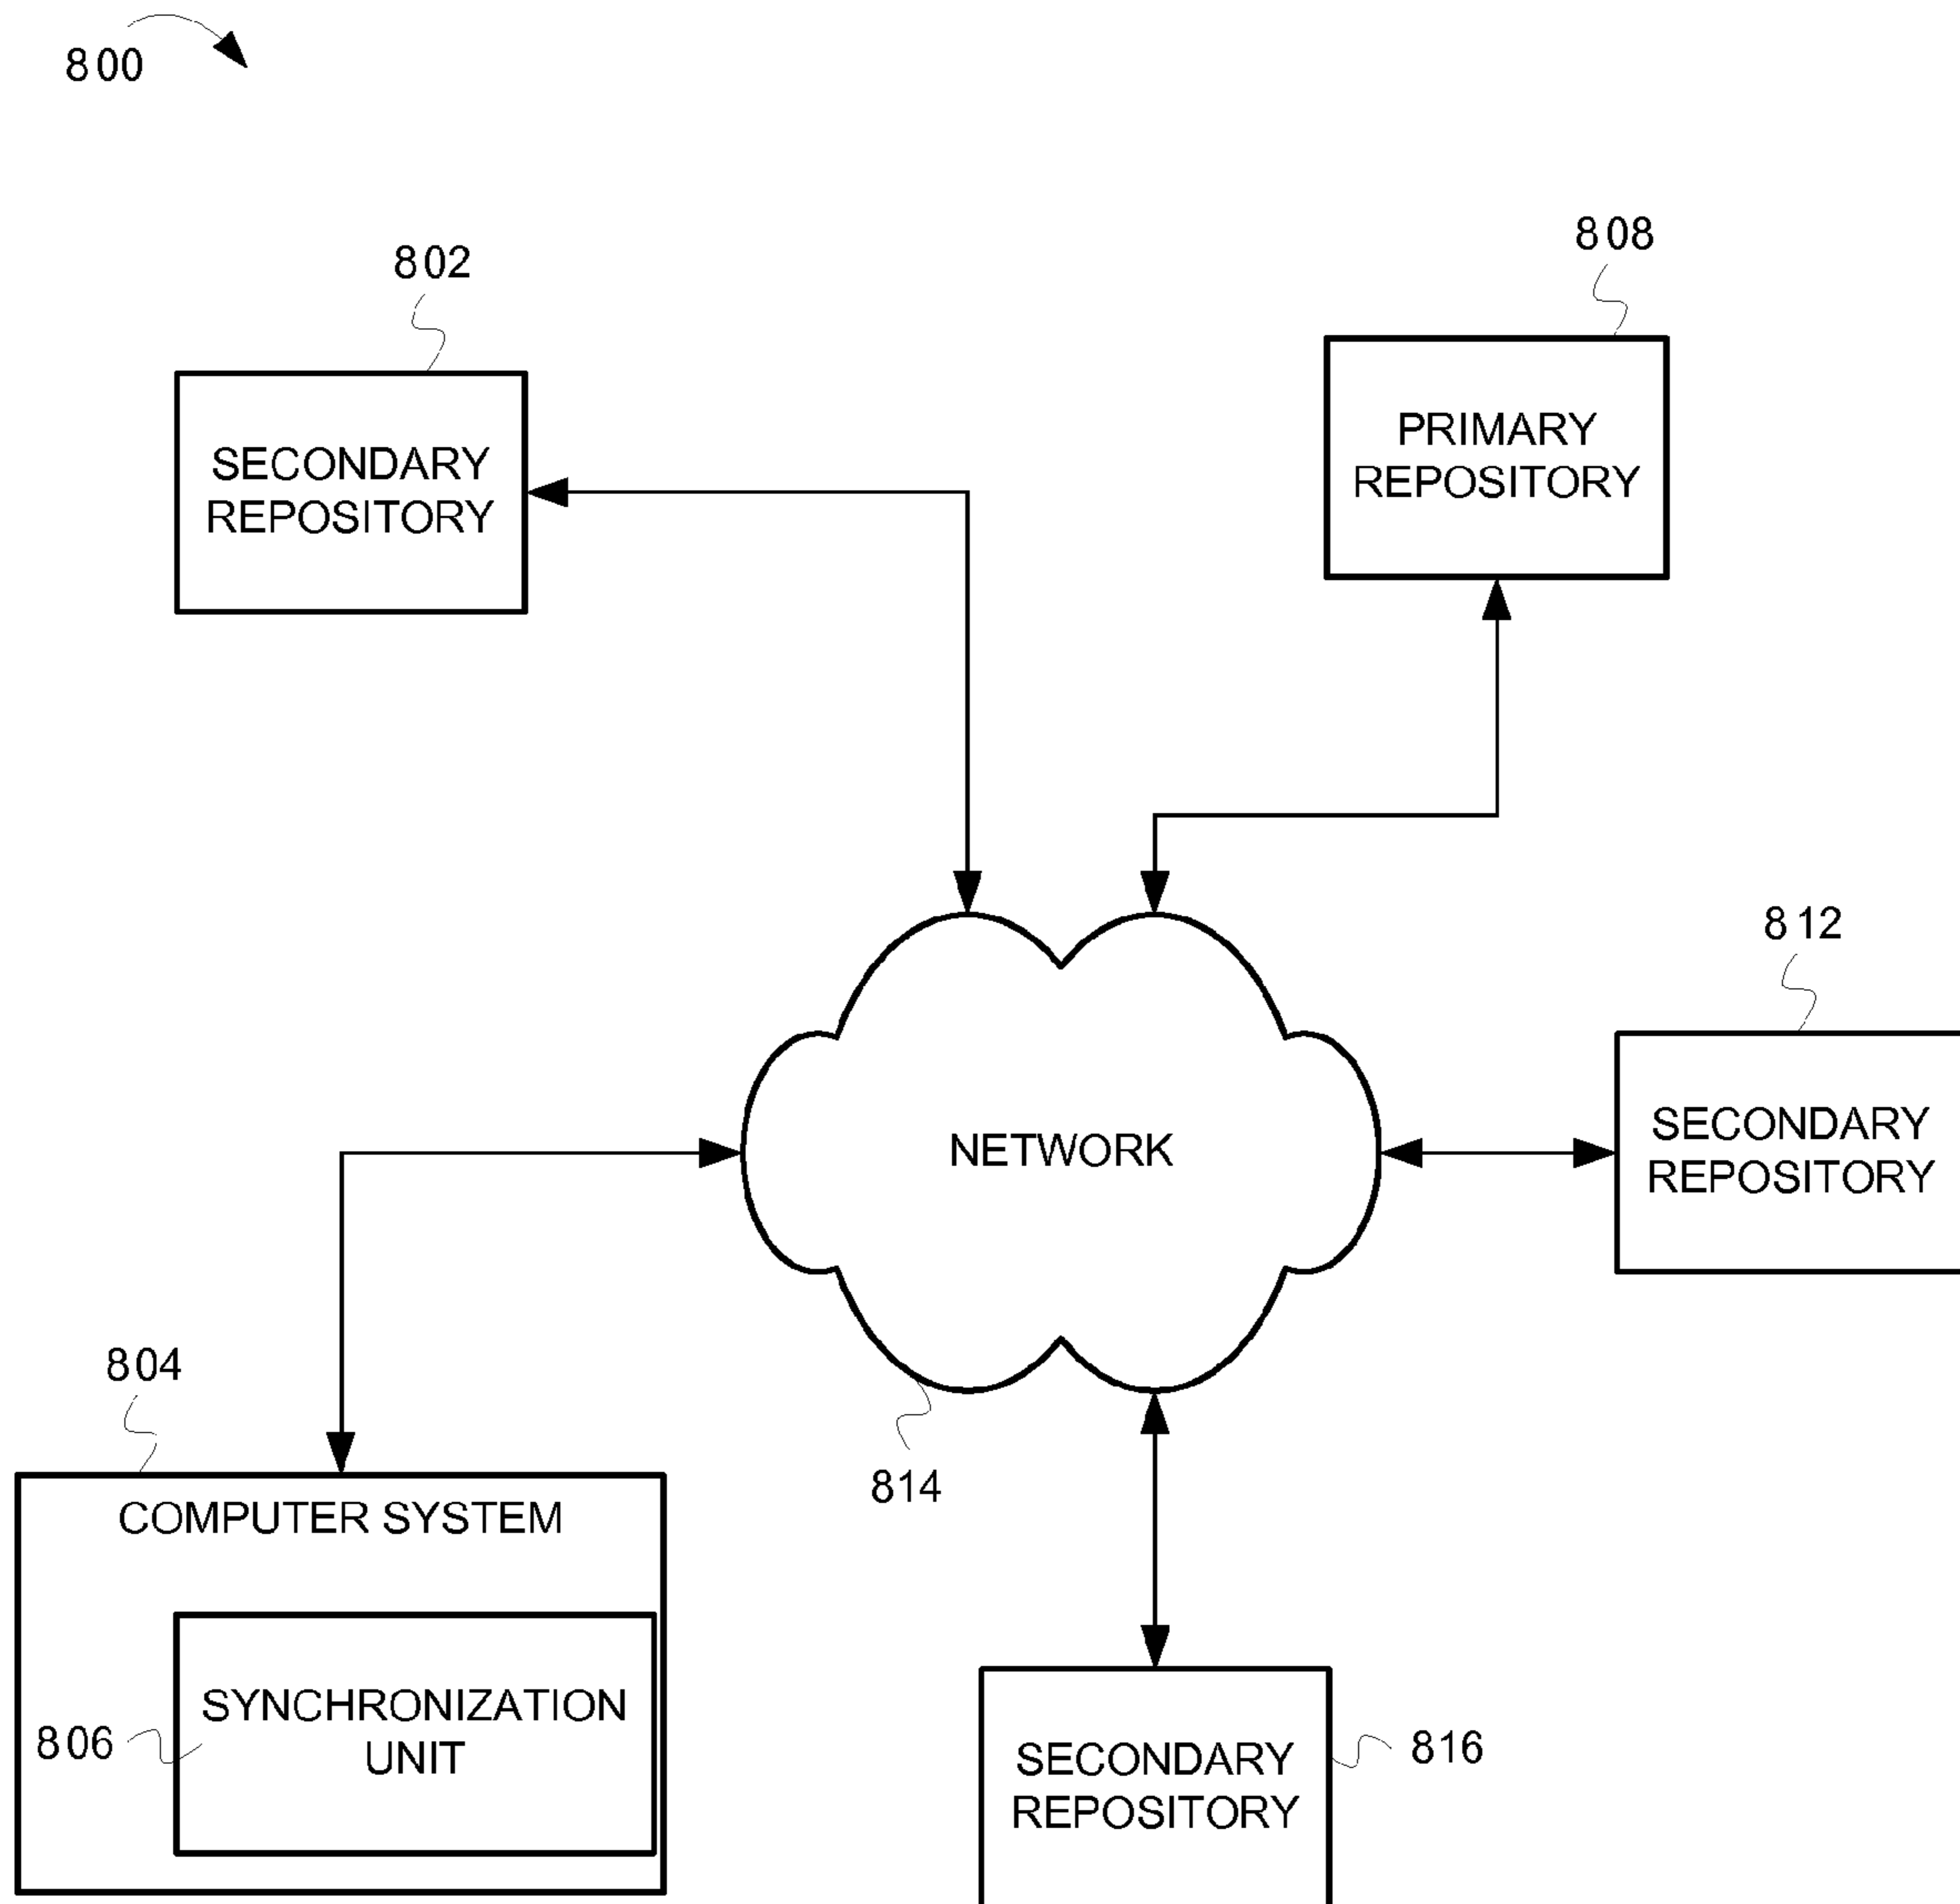 800
802
SECONDARY
REPOSITORY
808
PRIMARY
REPOSITORY
812
SECONDARY
REPOSITORY
NETWORK
814
804
COMPUTER SYSTEM
806
SYNCHRONIZATION
UNIT
SECONDARY
REPOSITORY
816